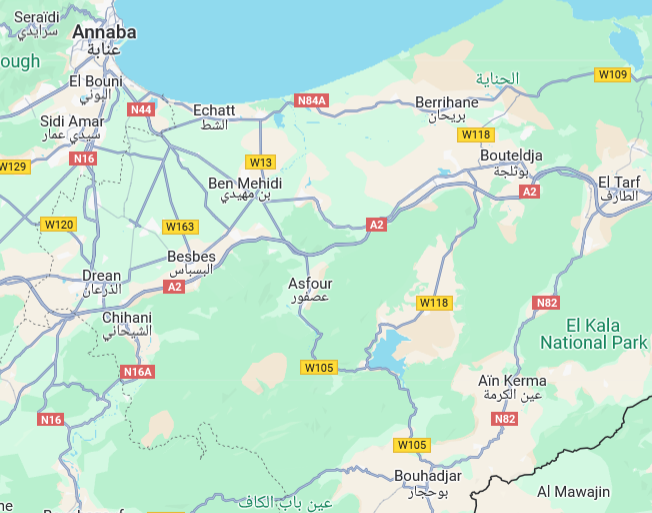 Seraïdi
سرايدي
Annaba
عنابة
ough
El Bouni
البوني
N44
Echatt
الشط
N84A
Berrihane
بريحان
الحناية
W109
Sidi Amar
سيدي عمار
N16
W129
W13
W118
Bouteldja
بوثلجة
Ben Mehidi
بن مهيدي
A2
El Tarf
الطارف
W120
W163
A2
Besbes
البسباس
Drean
الذرعان
A2
Asfour
عصفور
W118
N82
Chihani
الشيحاني
El Kala
National Park
N16A
W105
Aïn Kerma
عين الكرمة
N16
N82
W105
Bouhadjar
بوحجار
Al Mawajin
عين باب الكاف
ne